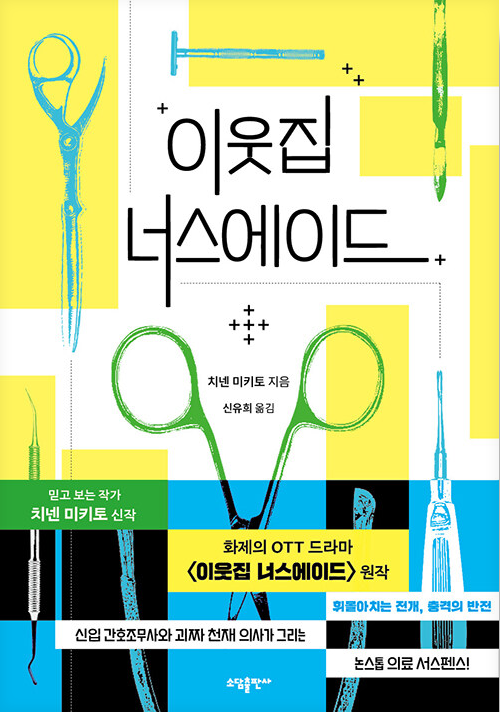 이웃집
너스에이드
치넨 미키토 지음
신유희 옮김
믿고 보는 작가
치넨 미키토 신작
화제의 OTT 드라마
〈이웃집 너스에이드〉 원작
휘몰아치는 전개, 충격의 반전
신입 간호조무사와 괴짜 천재 의사가 그리는
논스톱 의료 서스펜스!
소담출판사